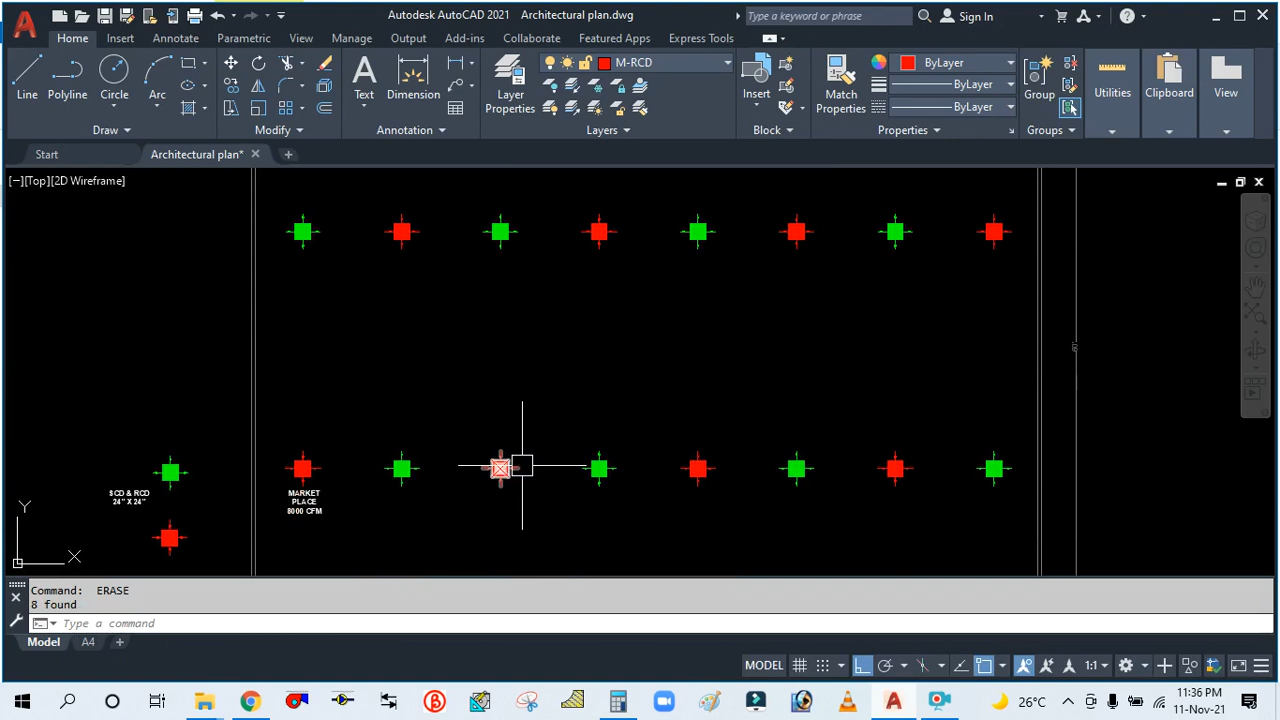 Autodesk AutoCAD 2021 Architectural plan.dwg
Type a keyword or phrase
Sign In
Home Insert Annotate Parametric View Manage Output Add-ins Collaborate Featured Apps Express Tools
M-RCD
ByLayer
ByLayer
ByLayer
Line Polyline Circle Arc
Text Dimension
Layer Properties
Insert
Match Properties
Group
Utilities Clipboard View
Draw Modify Annotation Layers Block Properties Groups
Start Architectural plan*
[−][Top][2D Wireframe]
SCD & RCD
24" X 24"
MARKET
PLACE
8000 CFM
Y
X
Command: ERASE
8 found
Type a command
Model A4
MODEL 1:1
26°C
11:36 PM
11-Nov-21